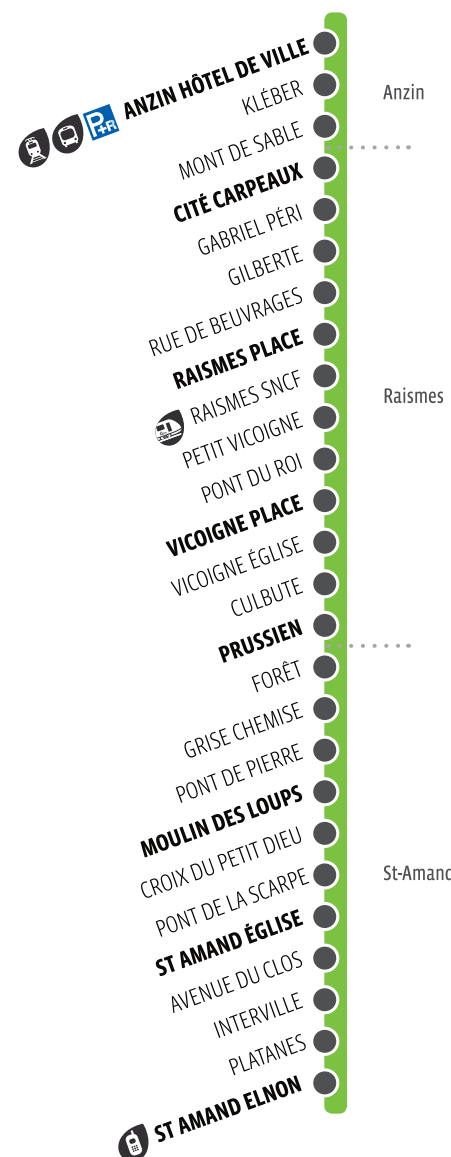 P+R ANZIN HÔTEL DE VILLE
KLÉBER
Anzin
MONT DE SABLE
CITÉ CARPEAUX
GABRIEL PÉRI
GILBERTE
RUE DE BEUVRAGES
RAISMES PLACE
RAISMES SNCF
Raismes
PETIT VICOIGNE
PONT DU ROI
VICOIGNE PLACE
VICOIGNE ÉGLISE
CULBUTE
PRUSSIEN
FORÊT
GRISE CHEMISE
PONT DE PIERRE
MOULIN DES LOUPS
CROIX DU PETIT DIEU
PONT DE LA SCARPE
St-Amand
ST AMAND ÉGLISE
AVENUE DU CLOS
INTERVILLE
PLATANES
ST AMAND ELNON